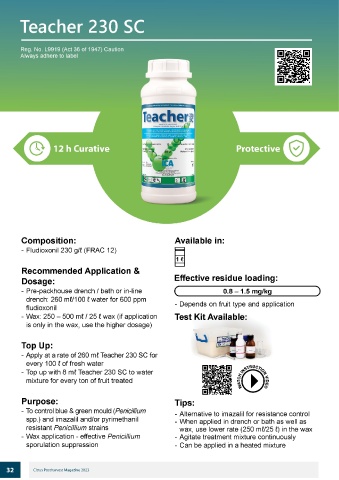 Teacher 230 SC
Reg. No. L9919 (Act 36 of 1947) Caution
Always adhere to label
Teacher
12 h Curative
Protective
Composition:
- Fludioxonil 230 g/ℓ (FRAC 12)
Recommended Application &
Dosage:
- Pre-packhouse drench / bath or in-line
drench: 260 mℓ/100 ℓ water for 600 ppm
fludioxonil
- Wax: 250 – 500 mℓ / 25 ℓ wax (if application
is only in the wax, use the higher dosage)
Top Up:
- Apply at a rate of 260 mℓ Teacher 230 SC for
every 100 ℓ of fresh water
- Top up with 8 mℓ Teacher 230 SC to water
mixture for every ton of fruit treated
Purpose:
- To control blue & green mould (Penicillium
spp.) and imazalil and/or pyrimethanil
resistant Penicillium strains
- Wax application - effective Penicillium
sporulation suppression
Available in:
1 ℓ
Effective residue loading:
0.8 – 1.5 mg/kg
- Depends on fruit type and application
Test Kit Available:
Tips:
- Alternative to imazalil for resistance control
- When applied in drench or bath as well as
wax, use lower rate (250 mℓ/25 ℓ) in the wax
- Agitate treatment mixture continuously
- Can be applied in a heated mixture
32